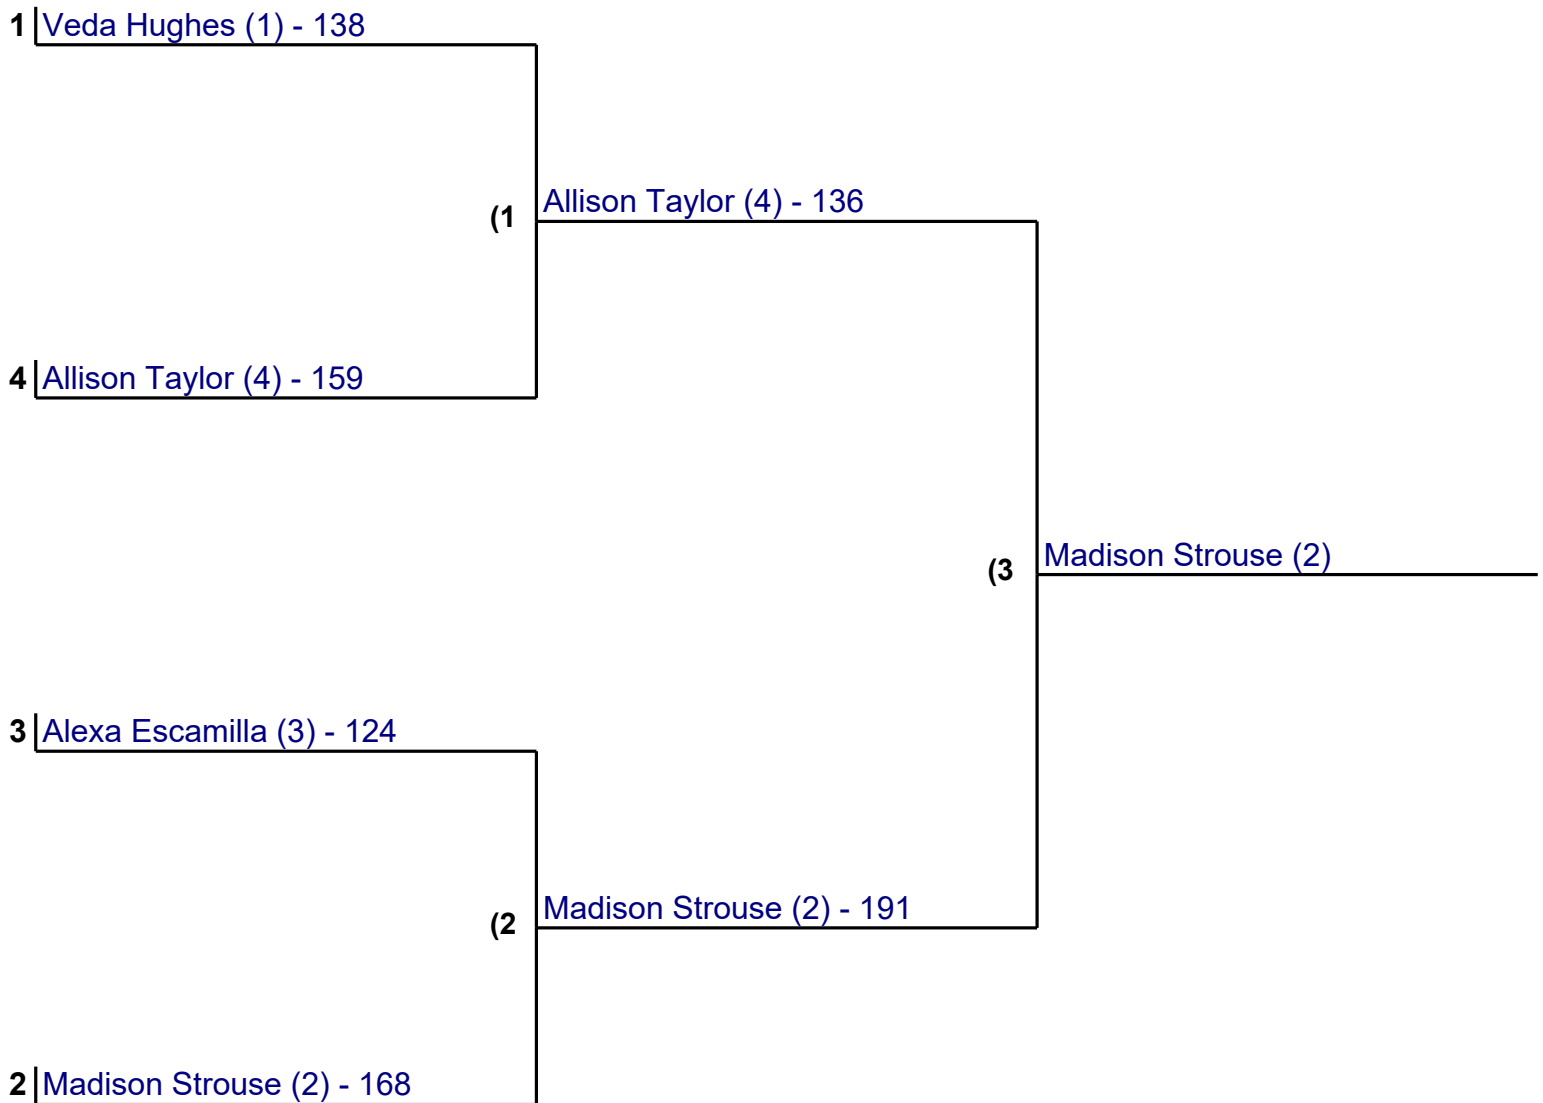 1 Veda Hughes (1) - 138
(1 Allison Taylor (4) - 136
4 Allison Taylor (4) - 159
(3 Madison Strouse (2)
3 Alexa Escamilla (3) - 124
(2 Madison Strouse (2) - 191
2 Madison Strouse (2) - 168